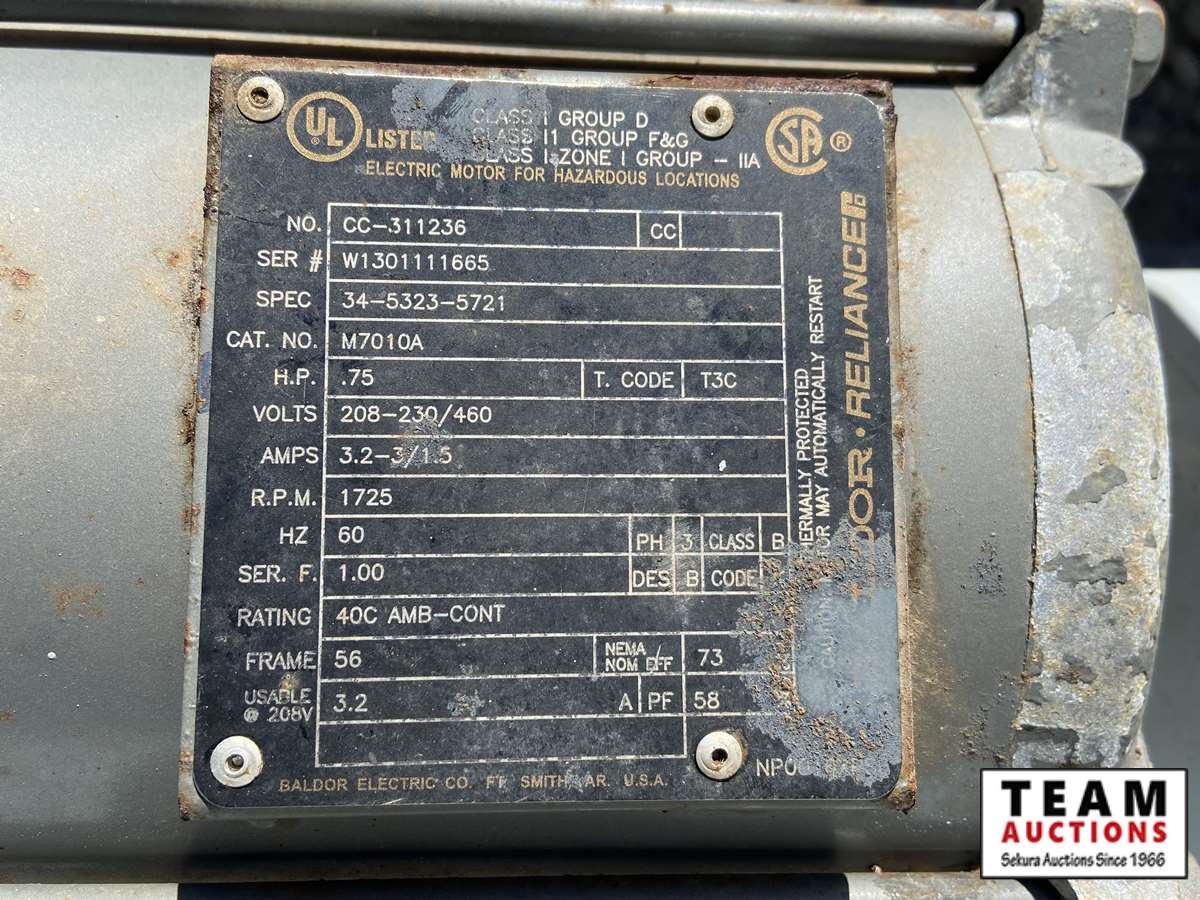 UL LISTED
CLASS I GROUP D
CLASS I1 GROUP F&G
CLASS I ZONE I GROUP - IIA
ELECTRIC MOTOR FOR HAZARDOUS LOCATIONS
SA ®
NO. CC-311236 CC
SER # W1301111665
SPEC 34-5323-5721
CAT. NO. M7010A
H.P. .75 T. CODE T3C
VOLTS 208-230/460
AMPS 3.2-3/1.5
R.P.M. 1725
HZ 60 PH 3 CLASS B
SER. F. 1.00 DES B CODE
RATING 40C AMB-CONT
FRAME 56 NEMA NOM EFF 73
USABLE @ 208V 3.2 A PF 58
BALDOR ELECTRIC CO. FT. SMITH AR. U.S.A.
THERMALLY PROTECTED
MAY AUTOMATICALLY RESTART
RELIANCE
TEAM
AUCTIONS
Sekura Auctions Since 1966